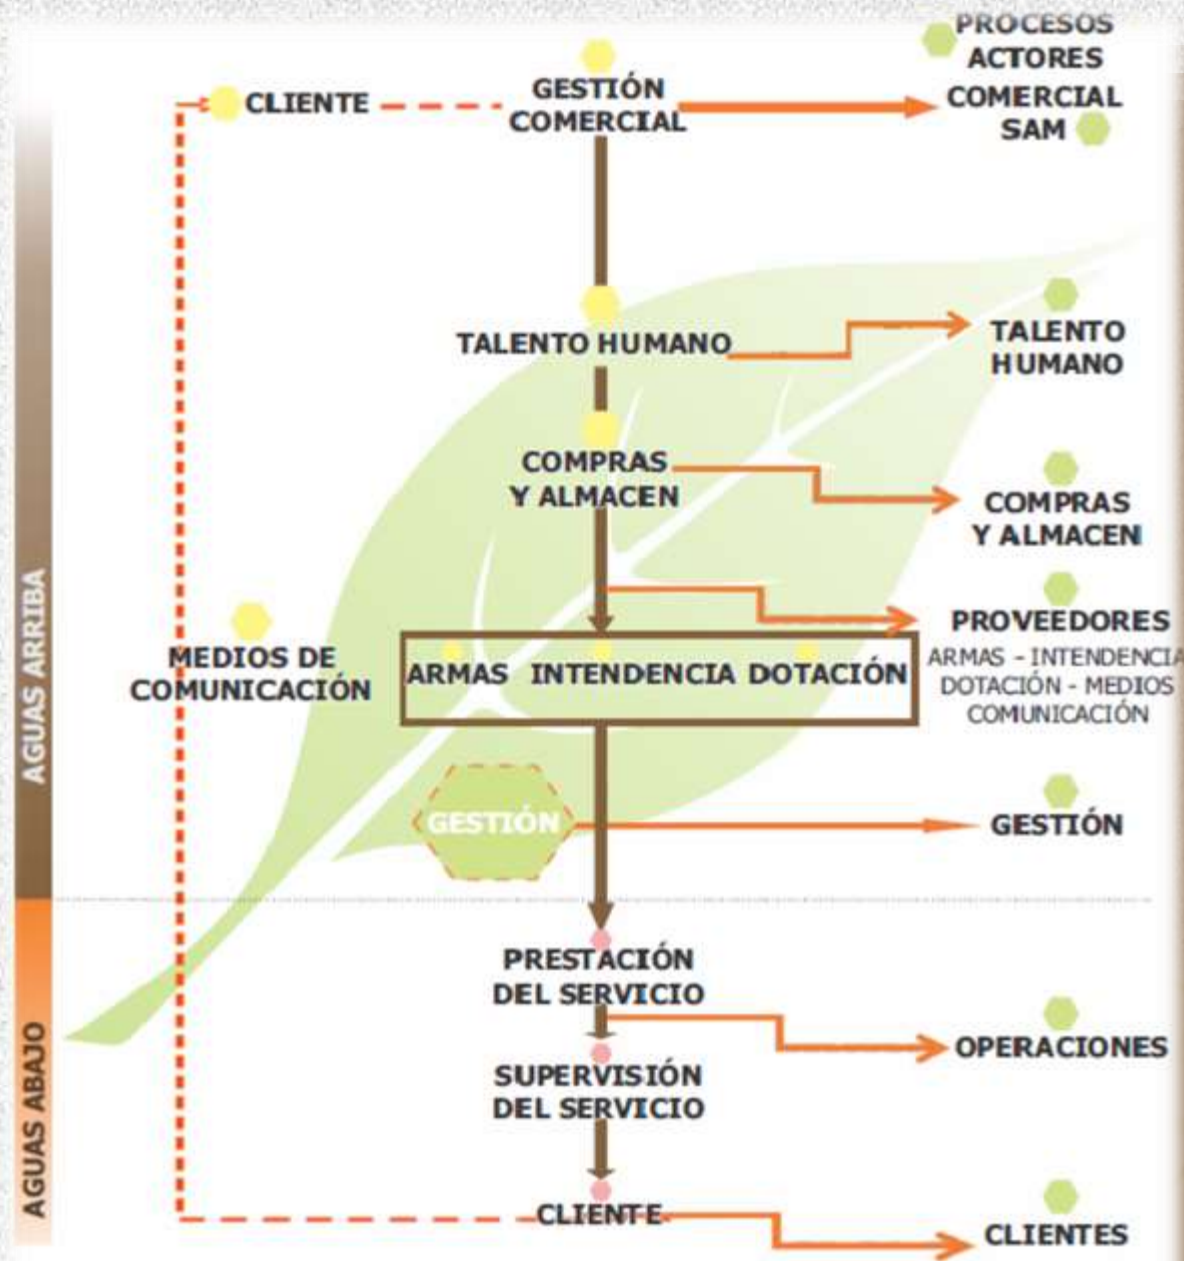 PROCESOS
ACTORES
CLIENTE
GESTIÓN
COMERCIAL
COMERCIAL
SAM
TALENTO HUMANO
TALENTO
HUMANO
COMPRAS
Y ALMACEN
COMPRAS
Y ALMACEN
MEDIOS DE
COMUNICACIÓN
ARMAS INTENDENCIA DOTACIÓN
PROVEEDORES
ARMAS - INTENDENCIA
DOTACIÓN - MEDIOS
COMUNICACIÓN
AGUAS ARRIBA
GESTIÓN
GESTIÓN
PRESTACIÓN
DEL SERVICIO
OPERACIONES
SUPERVISIÓN
DEL SERVICIO
AGUAS ABAJO
CLIENTE
CLIENTES